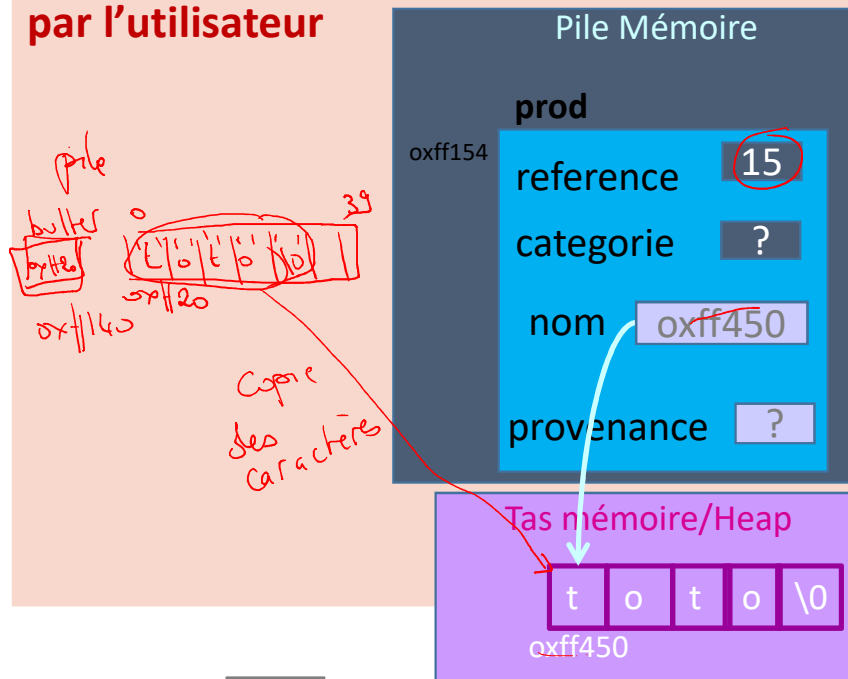 par l’utilisateur
pile
buffer 0 39
't' 'o' 't' 'o' '\0'
oxff140
Copie
des
caractères
Pile Mémoire
prod
oxff154
reference 15
categorie ?
nom oxff450
provenance ?
Tas mémoire/Heap
t o t o \0
oxff450